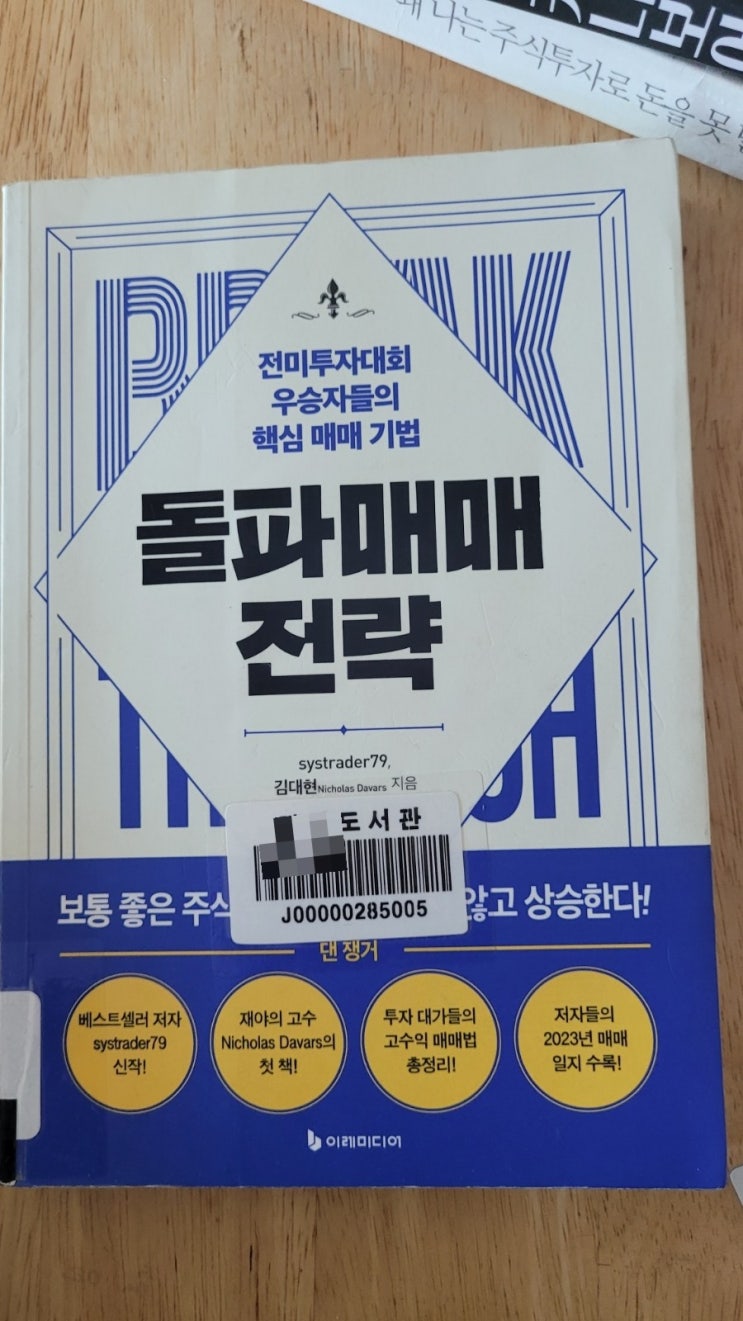 왜 나는 주식투자로 돈을 못
전미투자대회
우승자들의
핵심 매매 기법
돌파매매
전략
systrader79,
김대현Nicholas Davars 지음
도서관
J00000285005
보통 좋은 주식 않고 상승한다!
댄 쟁거
베스트셀러 저자
systrader79
신작!
재야의 고수
Nicholas Davars의
첫 책!
투자 대가들의
고수익 매매법
총정리!
저자들의
2023년 매매
일지 수록!
이레미디어